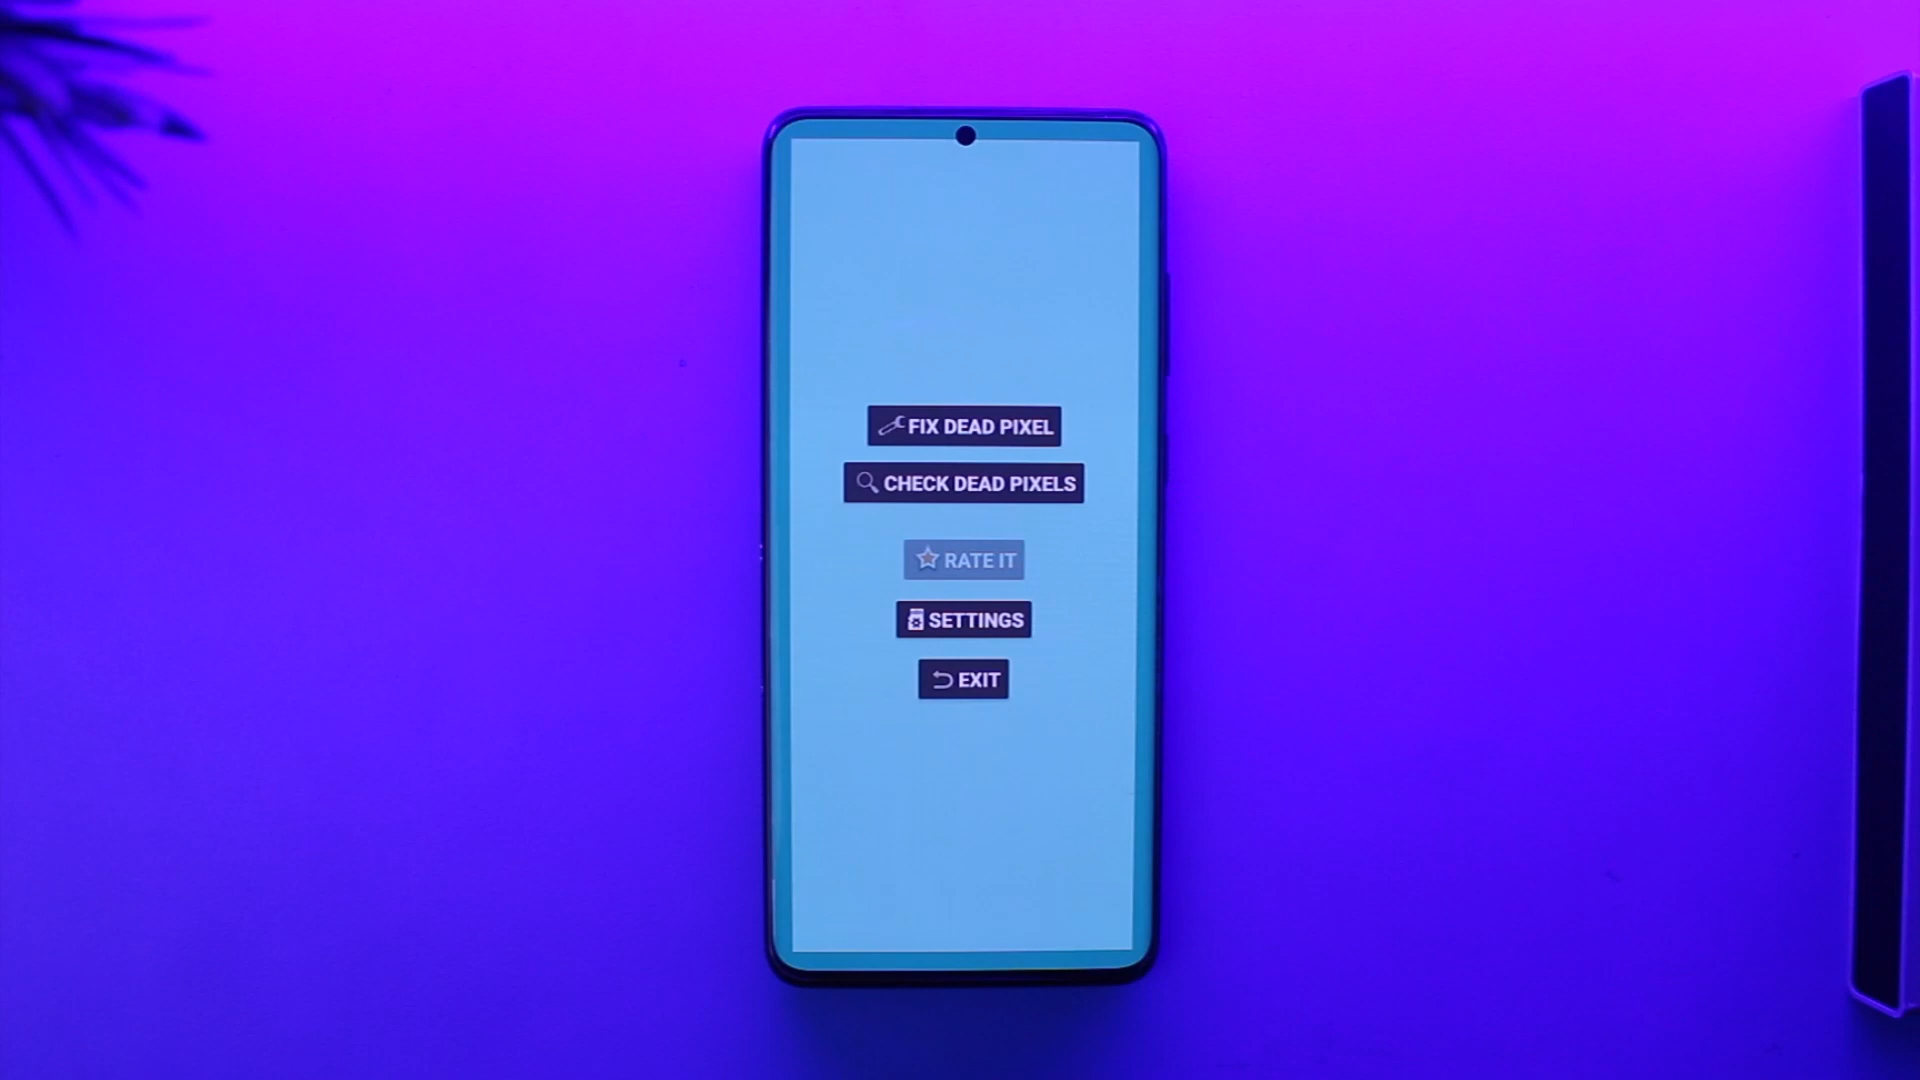 FIX DEAD PIXEL
CHECK DEAD PIXELS
RATE IT
SETTINGS
EXIT